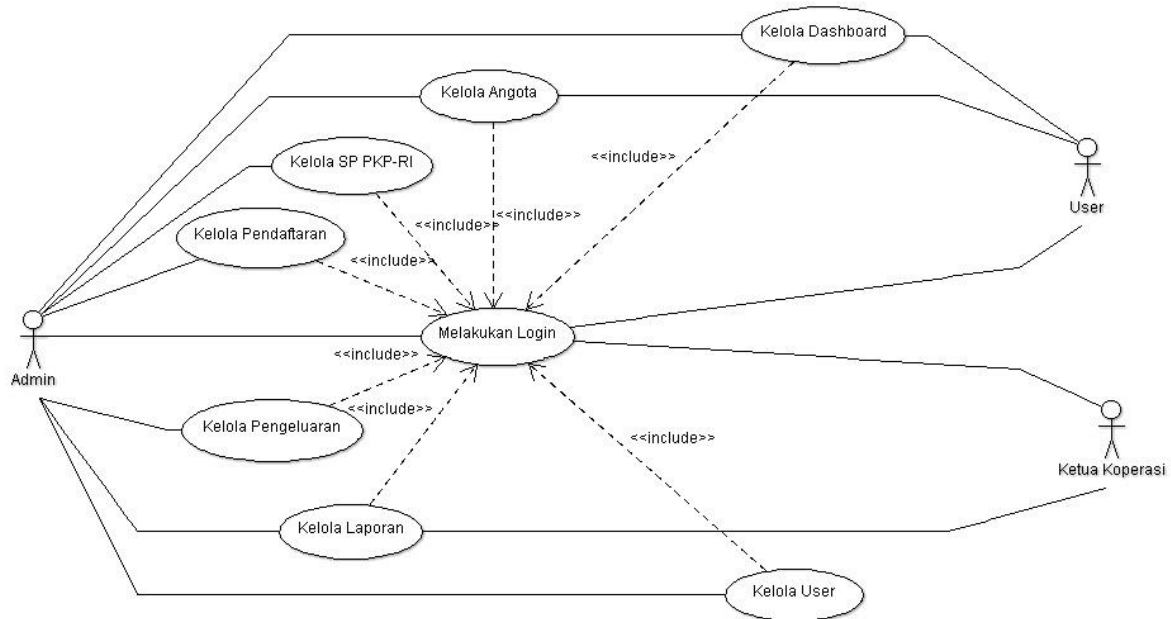 Kelola Dashboard
Kelola Angota
<<include>>
Kelola SP PKP-RI
User
<<include>>
<<include>>
Kelola Pendaftaran
<<include>>
Melakukan Login
<<include>>
Admin
<<include>>
Kelola Pengeluaran
<<include>>
Ketua Koperasi
Kelola Laporan
Kelola User